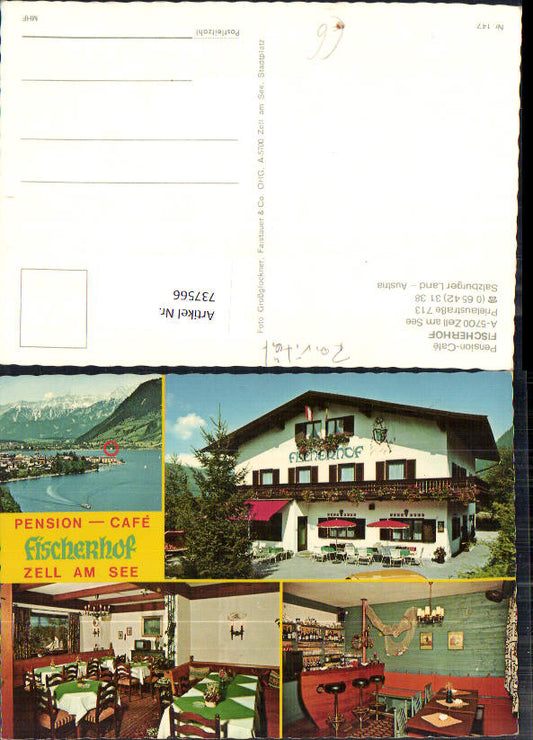 MHF
Postleitzahl
Nr. 147
Pension-Café
FISCHERHOF
Prielaustraße 713
A-5700 Zell am See
☎ (0 65 42) 31 38
Salzburger Land – Austria
Foto Großglockner, Faistauer & Co. OHG, A-5700 Zell am See, Stadtplatz
Artikel Nr.
737566
PENSION — CAFÉ
Fischerhof
ZELL AM SEE
FISCHERHOF